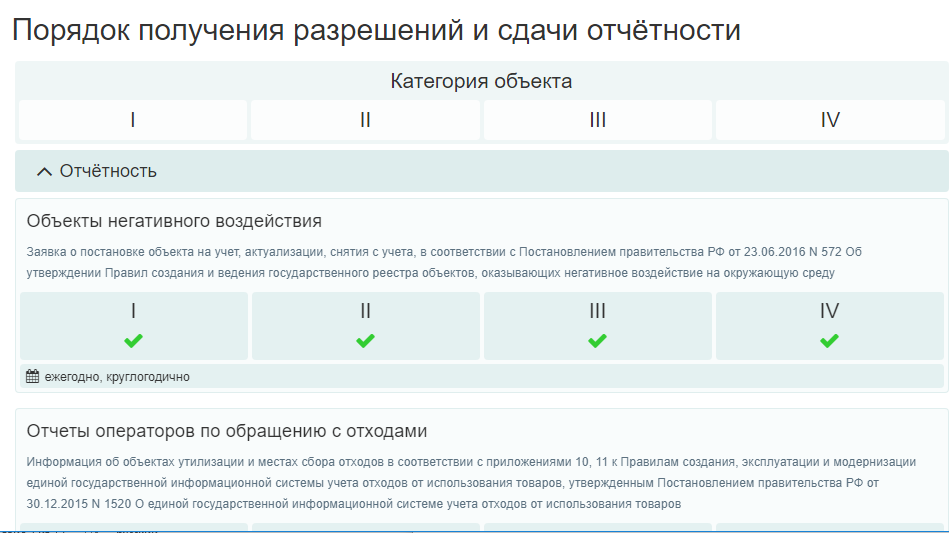 Порядок получения разрешений и сдачи отчётности
Категория объекта
I II III IV
Отчётность
Объекты негативного воздействия
Заявка о постановке объекта на учет, актуализации, снятия с учета, в соответствии с Постановлением правительства РФ от 23.06.2016 N 572 Об
утверждении Правил создания и ведения государственного реестра объектов, оказывающих негативное воздействие на окружающую среду
I II III IV
ежегодно, круглогодично
Отчеты операторов по обращению с отходами
Информация об объектах утилизации и местах сбора отходов в соответствии с приложениями 10, 11 к Правилам создания, эксплуатации и модернизации
единой государственной информационной системы учета отходов от использования товаров, утвержденным Постановлением правительства РФ от
30.12.2015 N 1520 О единой государственной информационной системе учета отходов от использования товаров